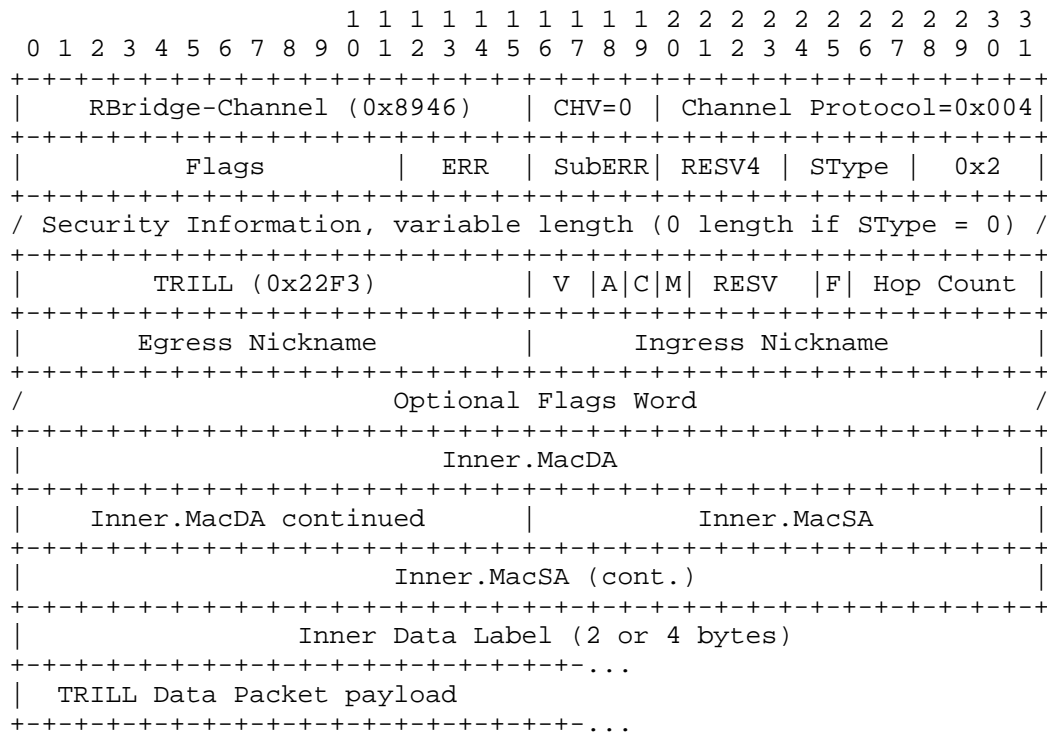 1 1 1 1 1 1 1 1 1 1 2 2 2 2 2 2 2 2 2 2 3 3
 0 1 2 3 4 5 6 7 8 9 0 1 2 3 4 5 6 7 8 9 0 1 2 3 4 5 6 7 8 9 0 1
+-+-+-+-+-+-+-+-+-+-+-+-+-+-+-+-+-+-+-+-+-+-+-+-+-+-+-+-+-+-+-+-+
|    RBridge-Channel (0x8946)   | CHV=0 | Channel Protocol=0x004|
+-+-+-+-+-+-+-+-+-+-+-+-+-+-+-+-+-+-+-+-+-+-+-+-+-+-+-+-+-+-+-+-+
|          Flags        |  ERR  | SubERR| RESV4 | SType |  0x2  |
+-+-+-+-+-+-+-+-+-+-+-+-+-+-+-+-+-+-+-+-+-+-+-+-+-+-+-+-+-+-+-+-+
/ Security Information, variable length (0 length if SType = 0) /
+-+-+-+-+-+-+-+-+-+-+-+-+-+-+-+-+-+-+-+-+-+-+-+-+-+-+-+-+-+-+-+-+
|        TRILL (0x22F3)         | V |A|C|M| RESV  |F| Hop Count |
+-+-+-+-+-+-+-+-+-+-+-+-+-+-+-+-+-+-+-+-+-+-+-+-+-+-+-+-+-+-+-+-+
|       Egress Nickname         |      Ingress Nickname         |
+-+-+-+-+-+-+-+-+-+-+-+-+-+-+-+-+-+-+-+-+-+-+-+-+-+-+-+-+-+-+-+-+
/                       Optional Flags Word                     /
+-+-+-+-+-+-+-+-+-+-+-+-+-+-+-+-+-+-+-+-+-+-+-+-+-+-+-+-+-+-+-+-+
|                          Inner.MacDA                          |
+-+-+-+-+-+-+-+-+-+-+-+-+-+-+-+-+-+-+-+-+-+-+-+-+-+-+-+-+-+-+-+-+
|    Inner.MacDA continued      |          Inner.MacSA          |
+-+-+-+-+-+-+-+-+-+-+-+-+-+-+-+-+-+-+-+-+-+-+-+-+-+-+-+-+-+-+-+-+
|                       Inner.MacSA (cont.)                     |
+-+-+-+-+-+-+-+-+-+-+-+-+-+-+-+-+-+-+-+-+-+-+-+-+-+-+-+-+-+-+-+-+
|                 Inner Data Label (2 or 4 bytes)
+-+-+-+-+-+-+-+-+-+-+-+-+-+-+-+-+-+-...
|  TRILL Data Packet payload
+-+-+-+-+-+-+-+-+-+-+-+-+-+-+-+-+-+-...